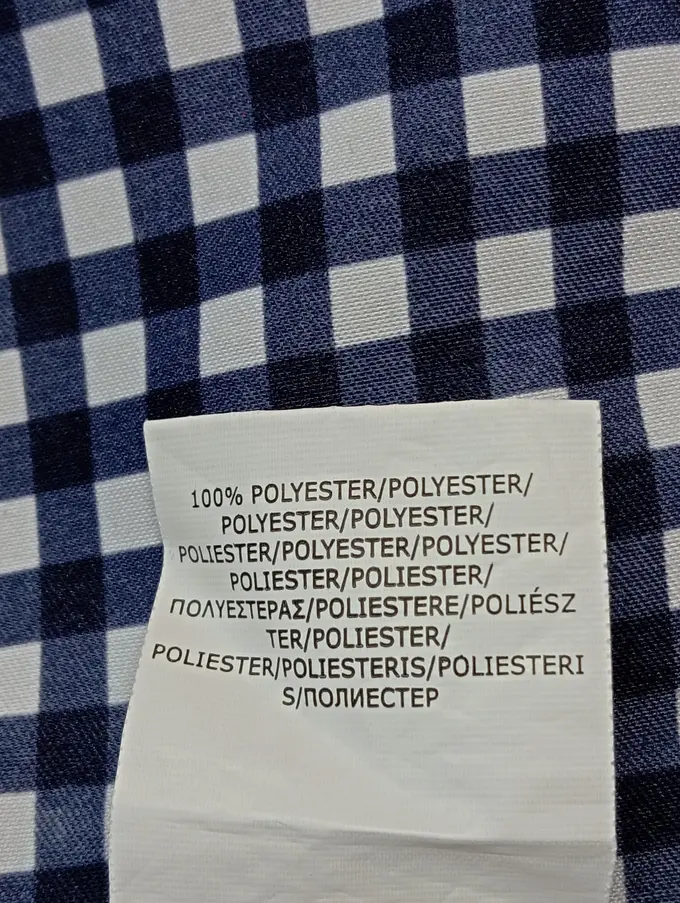 100% POLYESTER/POLYESTER/
POLYESTER/POLYESTER/
POLIESTER/POLYESTER/POLYESTER/
POLIESTER/POLIESTER/
ΠΟΛΥΕΣΤΕΡΑΣ/POLIESTERE/POLIÉSZ
TER/POLIESTER/
POLIESTER/POLIESTERIS/POLIESTERI
S/ПОЛИЕСТЕР